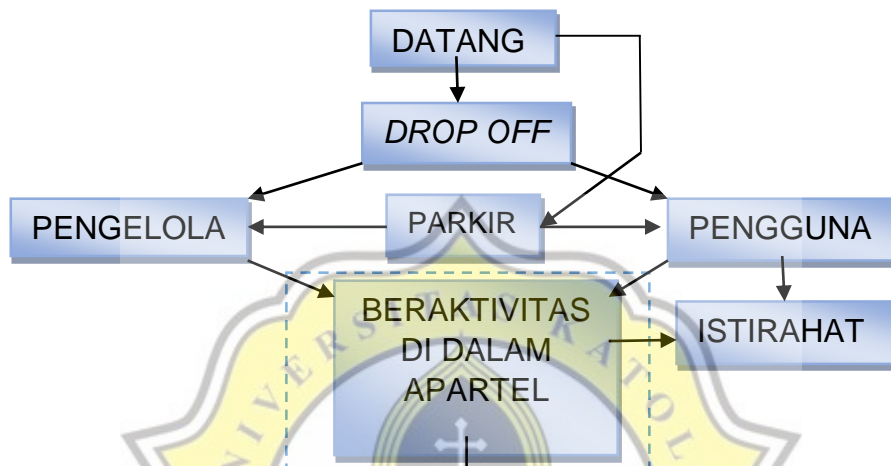 DATANG
DROP OFF
PENGELOLA
PARKIR
PENGGUNA
BERAKTIVITAS
DI DALAM
APARTEL
ISTIRAHAT